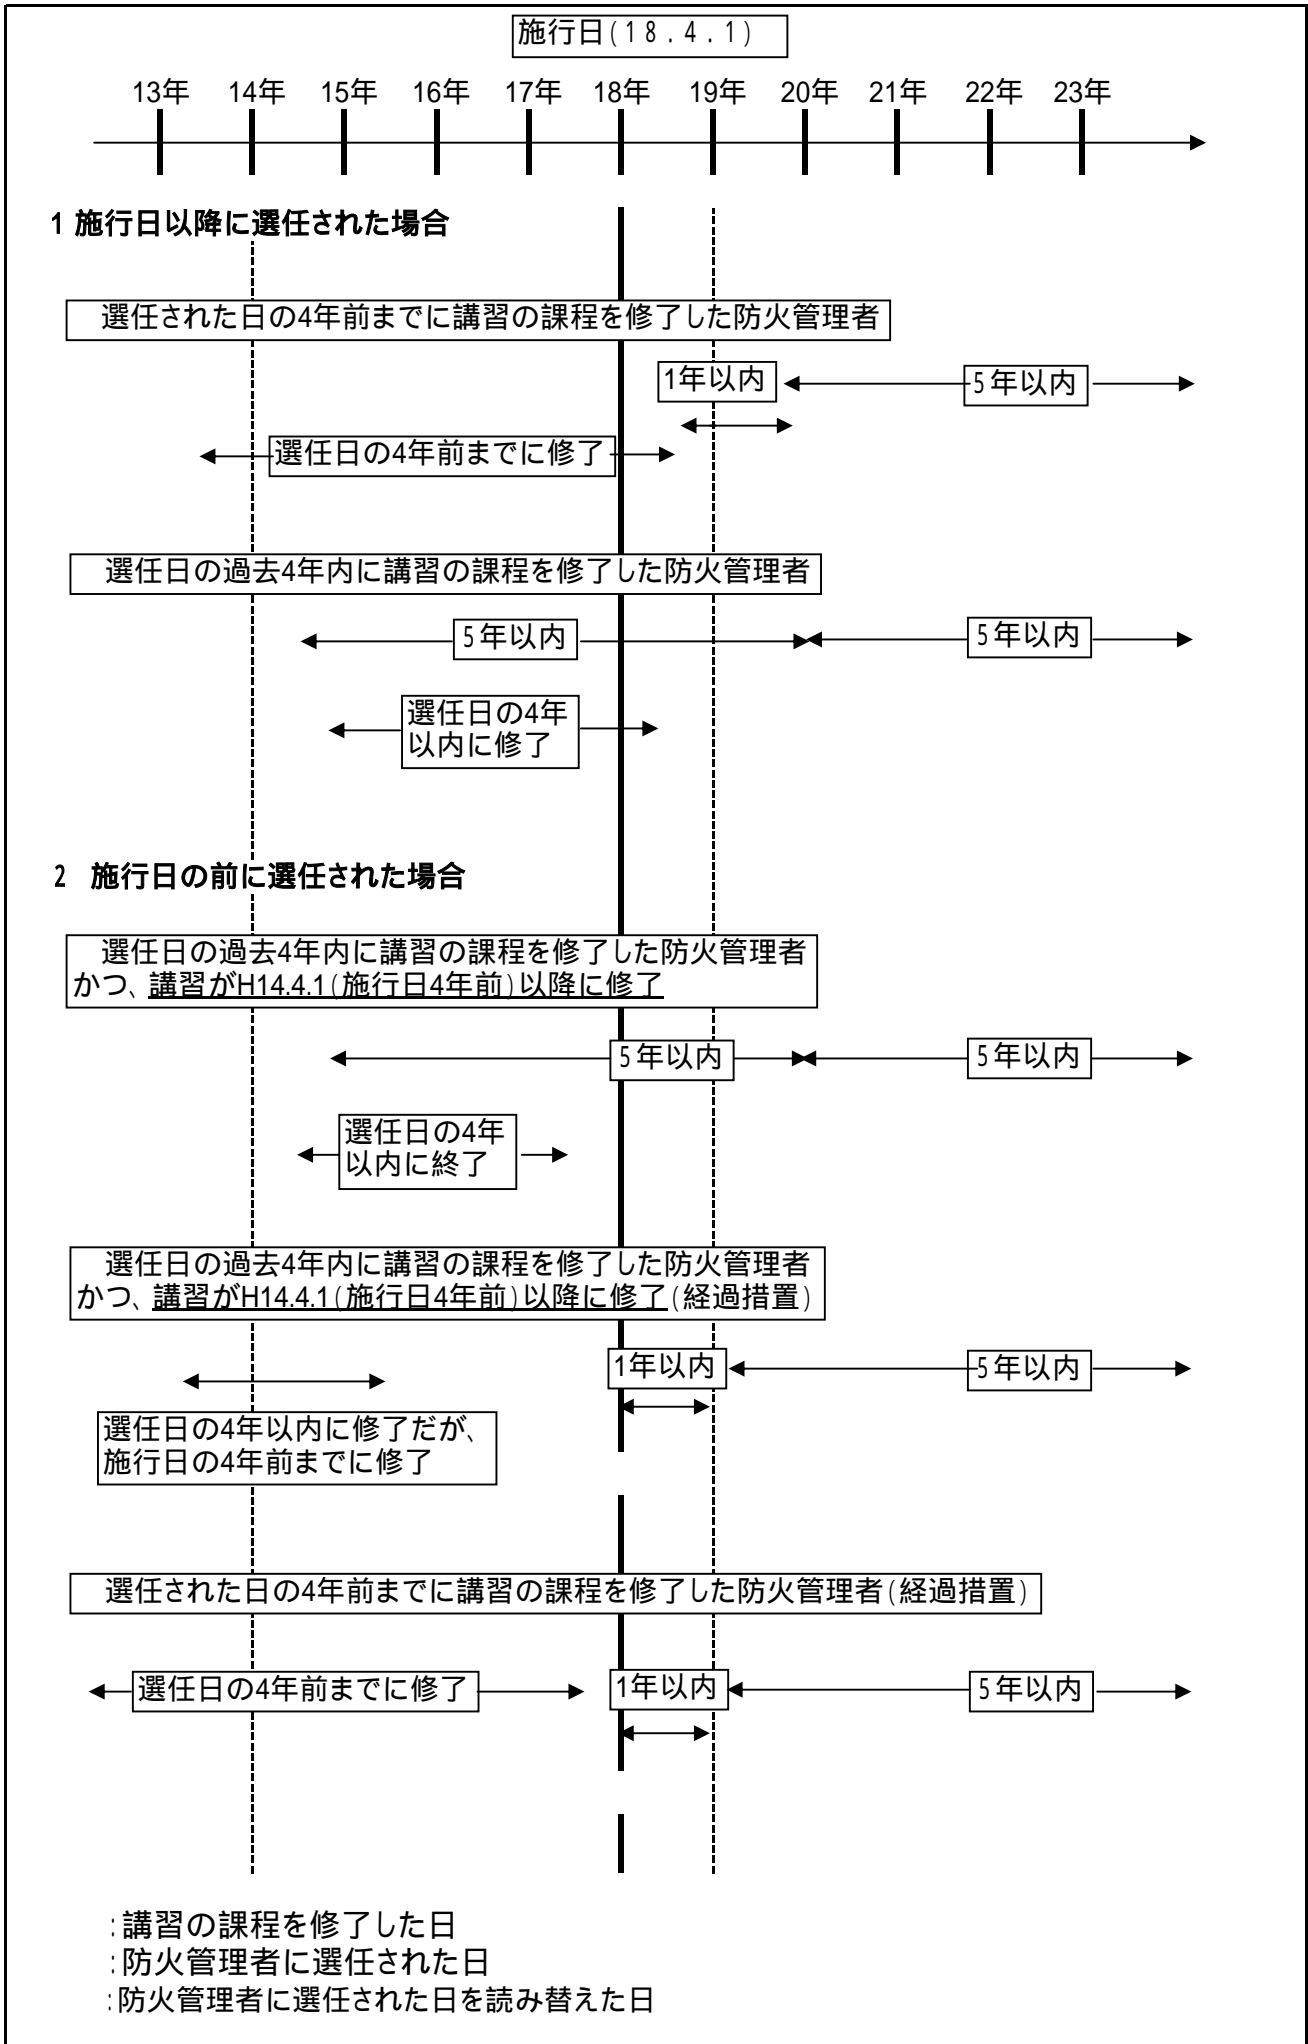 施行日(18.4.1)
13年 14年 15年 16年 17年 18年 19年 20年 21年 22年 23年
1 施行日以降に選任された場合
選任された日の4年前までに講習の課程を修了した防火管理者
1年以内
5年以内
選任日の4年前までに修了
選任日の過去4年内に講習の課程を修了した防火管理者
5年以内
5年以内
選任日の4年
以内に修了
2 施行日の前に選任された場合
選任日の過去4年内に講習の課程を修了した防火管理者
かつ、講習がH14.4.1(施行日4年前)以降に修了
5年以内
5年以内
選任日の4年
以内に終了
選任日の過去4年内に講習の課程を修了した防火管理者
かつ、講習がH14.4.1(施行日4年前)以降に修了(経過措置)
1年以内
5年以内
選任日の4年以内に修了だが、
施行日の4年前までに修了
選任された日の4年前までに講習の課程を修了した防火管理者(経過措置)
選任日の4年前までに修了
1年以内
5年以内
:講習の課程を修了した日
:防火管理者に選任された日
:防火管理者に選任された日を読み替えた日